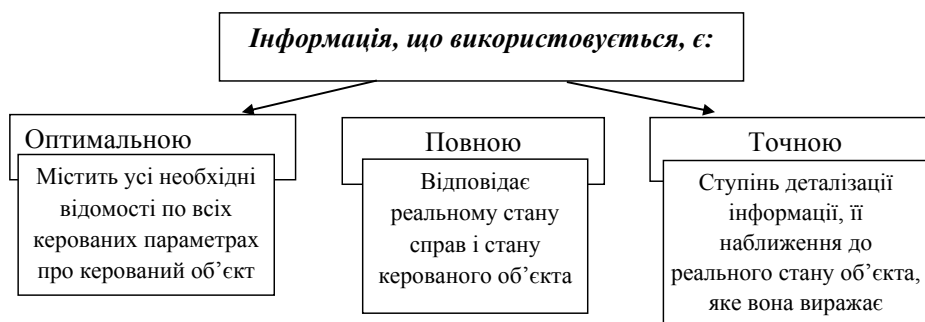 Інформація, що використовується, є:
Оптимальною
Містить усі необхідні
відомості по всіх
керованих параметрах
про керований об’єкт
Повною
Відповідає
реальному стану
справ і стану
керованого об’єкта
Точною
Ступінь деталізації
інформації, її
наближення до
реального стану об’єкта,
яке вона виражає